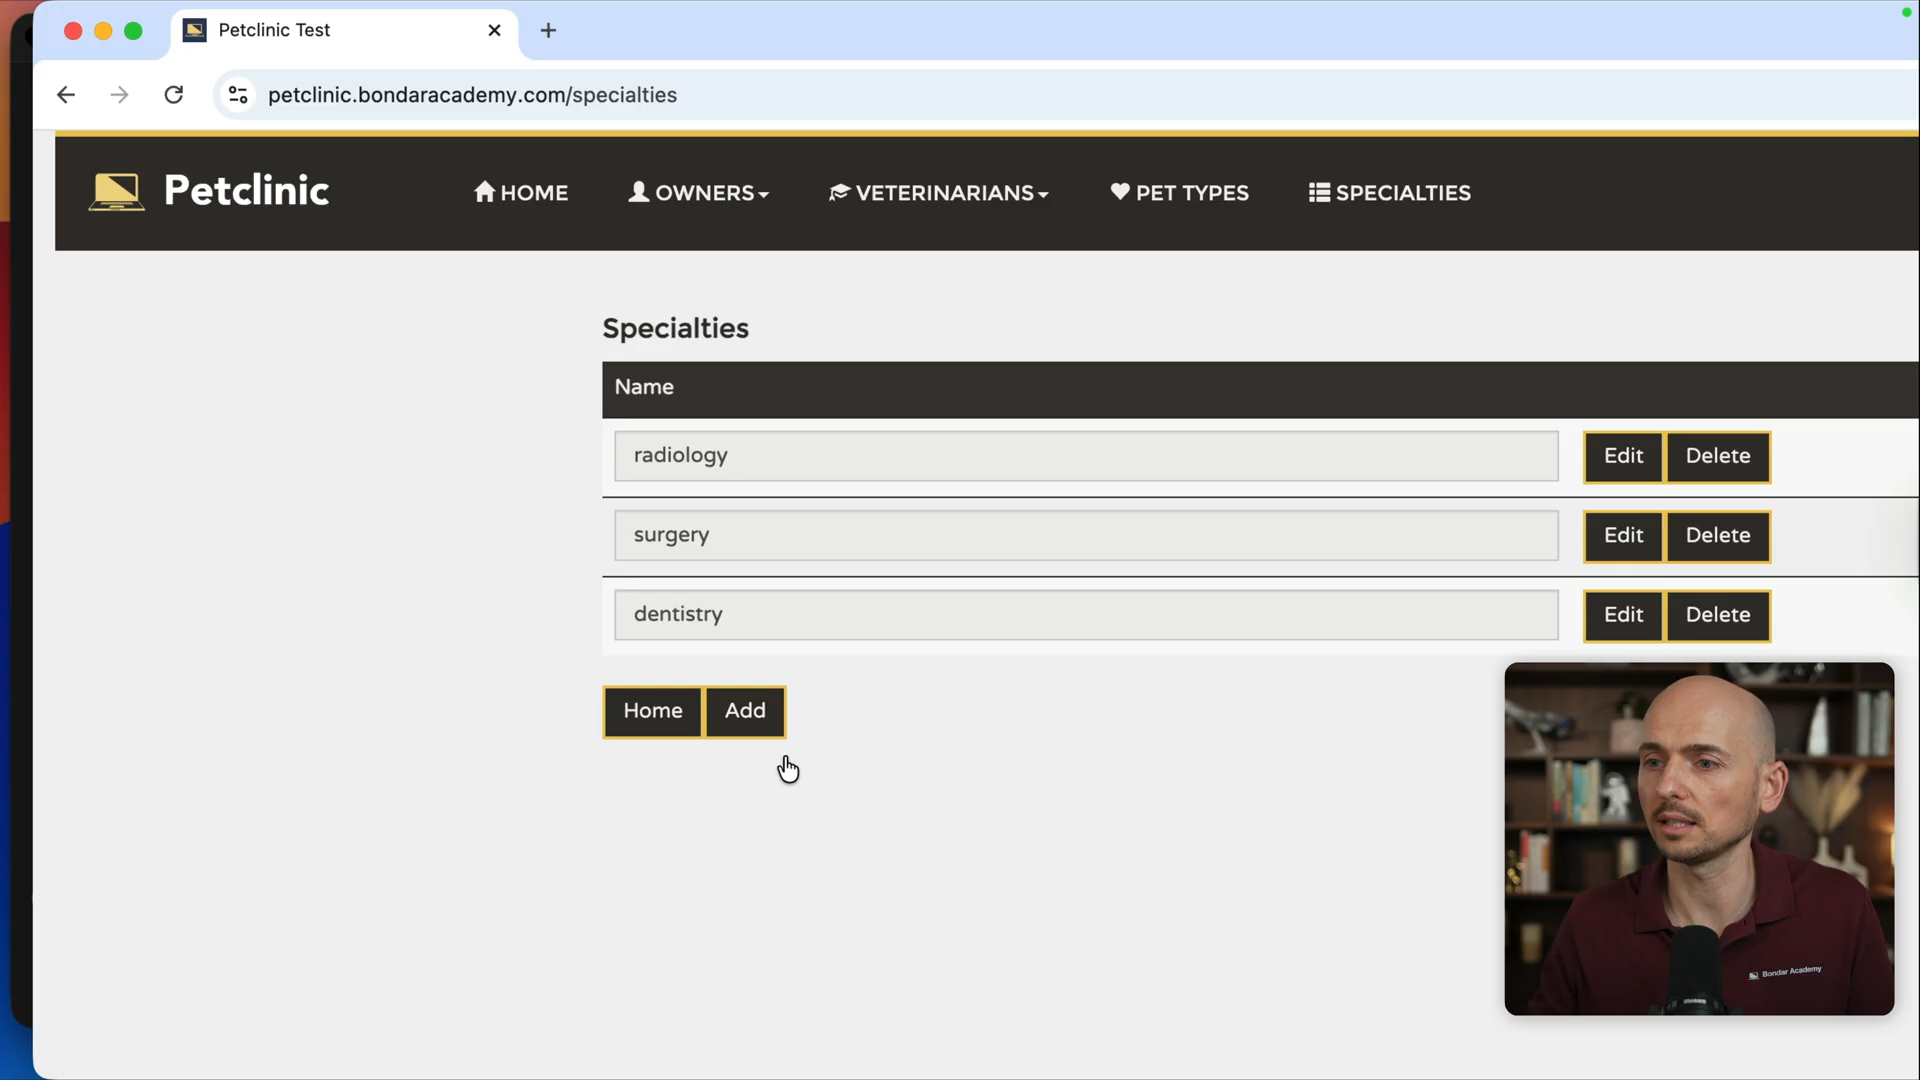 Petclinic Test
petclinic.bondaracademy.com/specialties
Petclinic HOME OWNERS VETERINARIANS PET TYPES SPECIALTIES
Specialties
Name
radiology Edit Delete
surgery Edit Delete
dentistry Edit Delete
Home Add
Bondar Academy